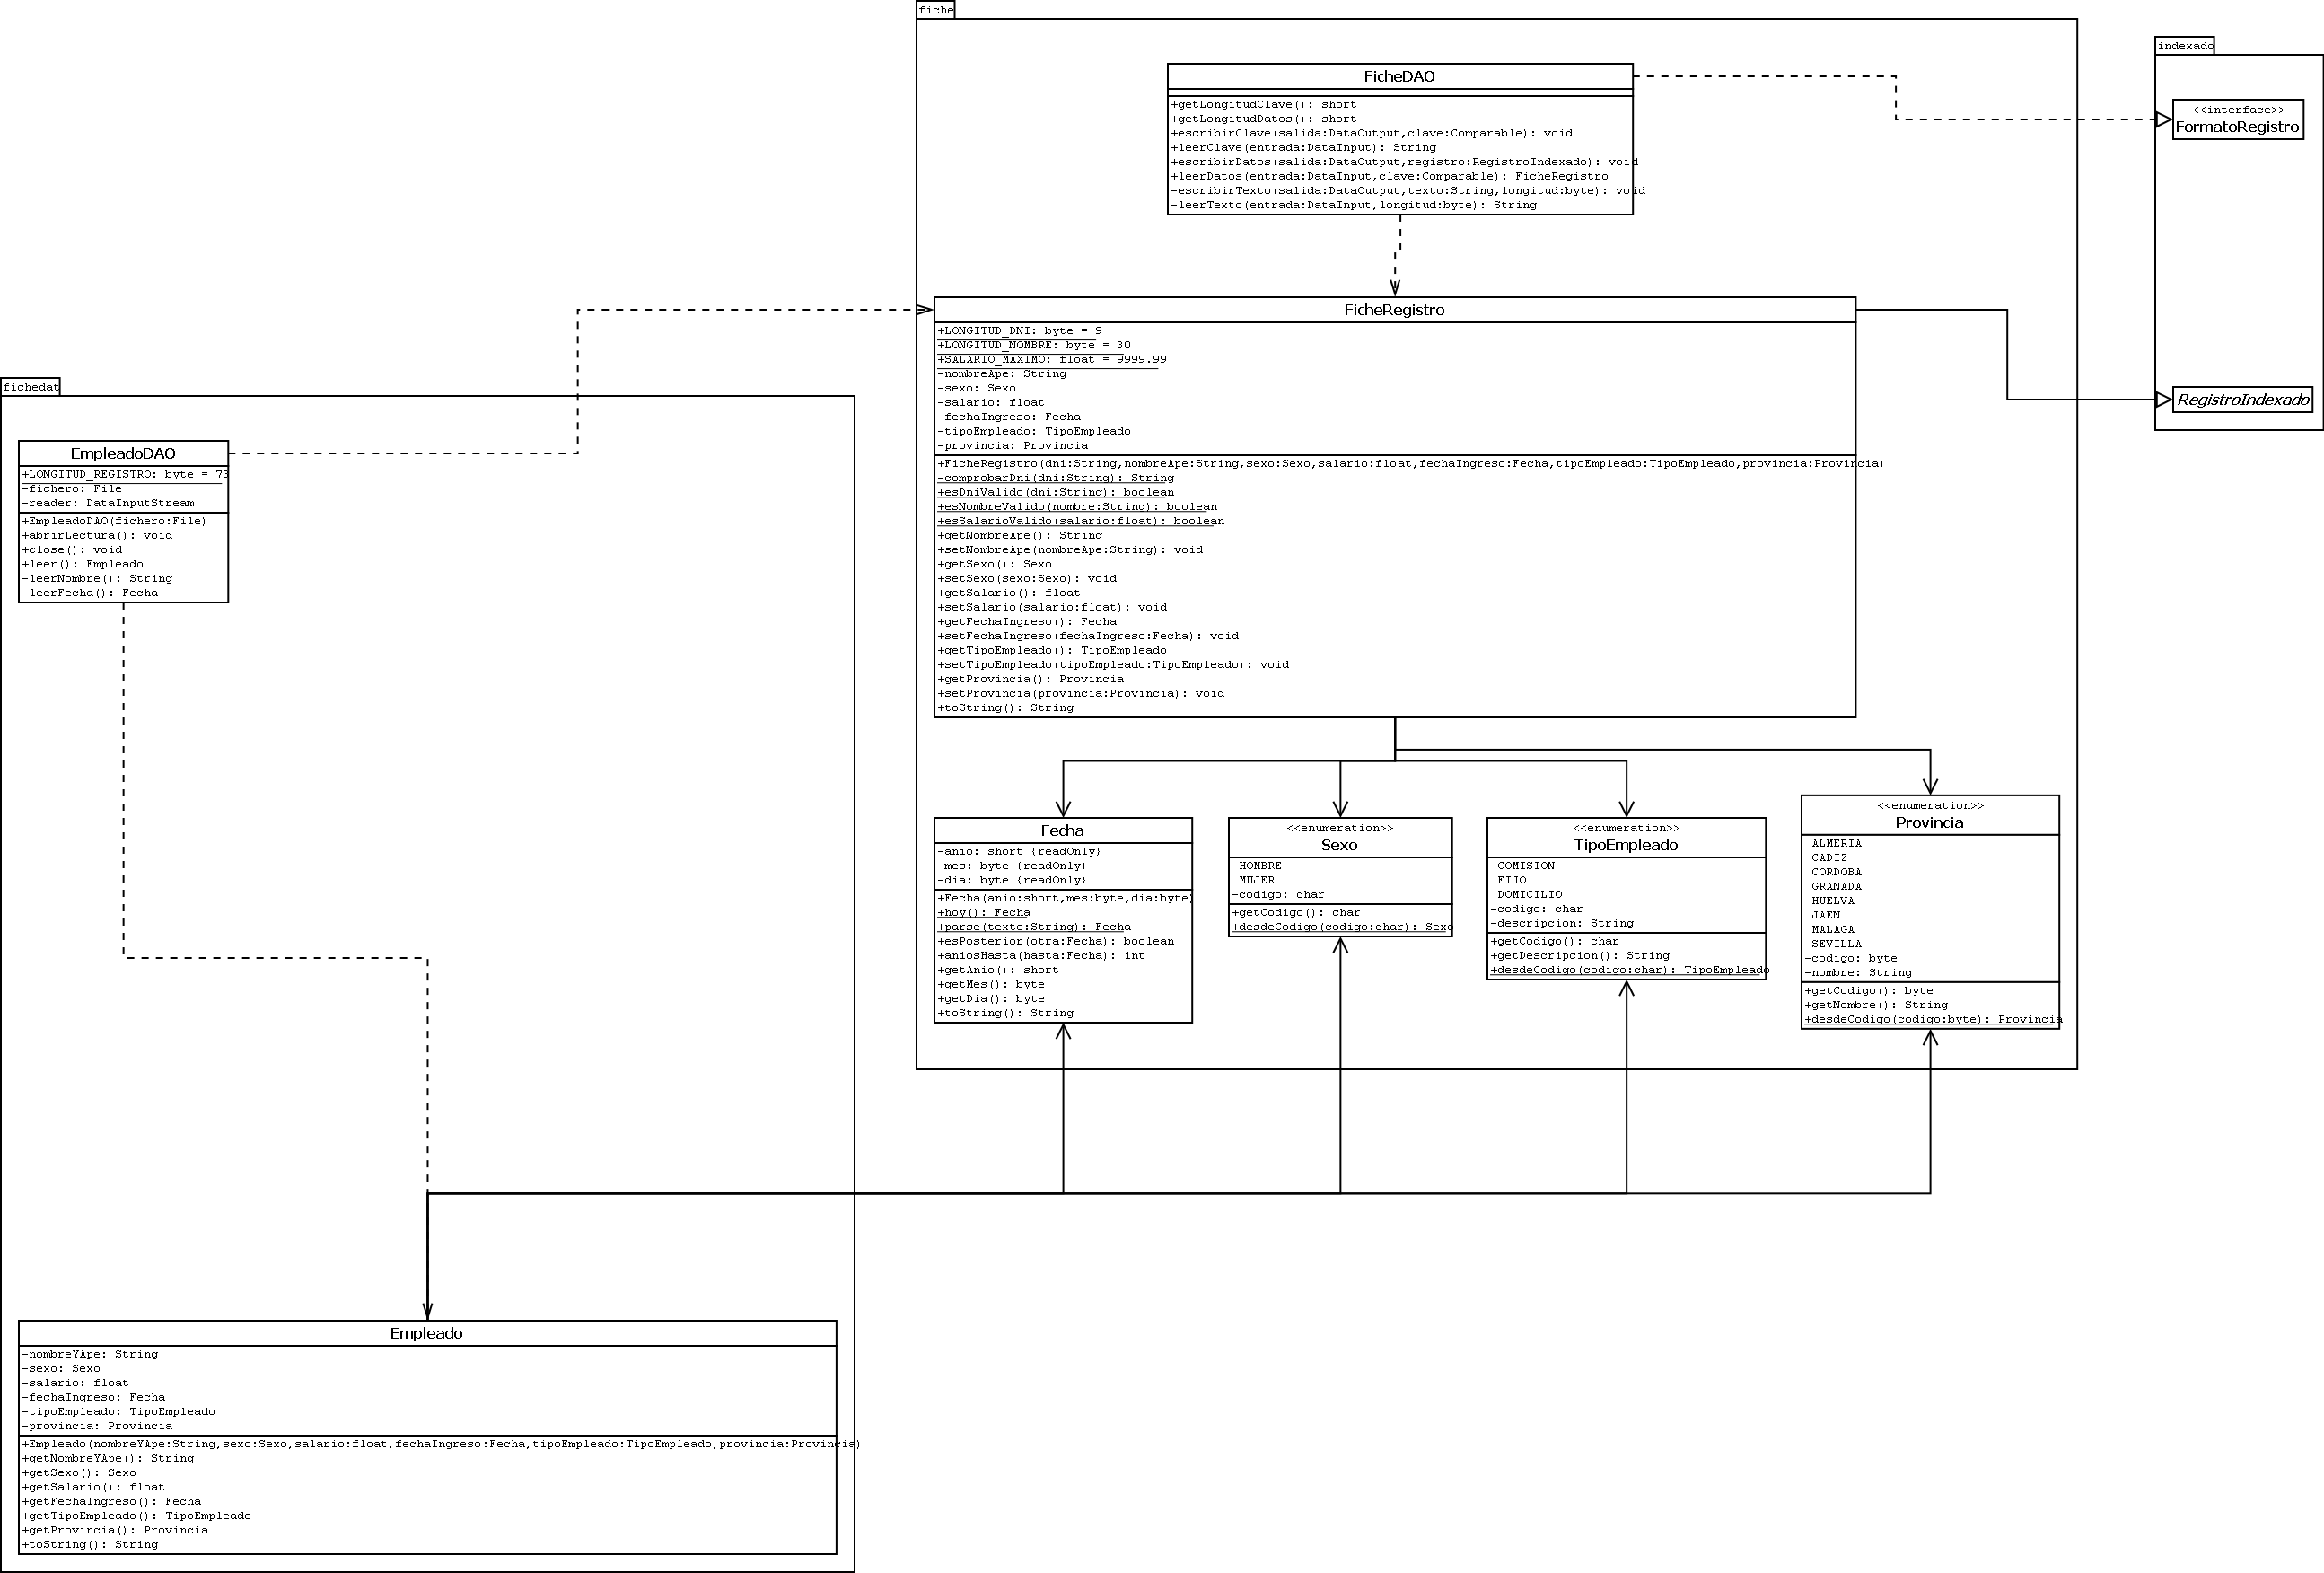 fiche
indexado
FicheDAO
+getLongitudClave(): short
+getLongitudDatos(): short
+escribirClave(salida:DataOutput,clave:Comparable): void
+leerClave(entrada:DataInput): String
+escribirDatos(salida:DataOutput,registro:RegistroIndexado): void
+leerDatos(entrada:DataInput,clave:Comparable): FicheRegistro
-escribirTexto(salida:DataOutput,texto:String,longitud:byte): void
-leerTexto(entrada:DataInput,longitud:byte): String
<<interface>>
FormatoRegistro
FicheRegistro
+LONGITUD_DNI: byte = 9
+LONGITUD_NOMBRE: byte = 30
+SALARIO_MAXIMO: float = 9999.99
-nombreApe: String
-sexo: Sexo
-salario: float
-fechaIngreso: Fecha
-tipoEmpleado: TipoEmpleado
-provincia: Provincia
+FicheRegistro(dni:String,nombreApe:String,sexo:Sexo,salario:float,fechaIngreso:Fecha,tipoEmpleado:TipoEmpleado,provincia:Provincia)
-comprobarDni(dni:String): String
+esDniValido(dni:String): boolean
+esNombreValido(nombre:String): boolean
+esSalarioValido(salario:float): boolean
+getNombreApe(): String
+setNombreApe(nombreApe:String): void
+getSexo(): Sexo
+setSexo(sexo:Sexo): void
+getSalario(): float
+setSalario(salario:float): void
+getFechaIngreso(): Fecha
+setFechaIngreso(fechaIngreso:Fecha): void
+getTipoEmpleado(): TipoEmpleado
+setTipoEmpleado(tipoEmpleado:TipoEmpleado): void
+getProvincia(): Provincia
+setProvincia(provincia:Provincia): void
+toString(): String
RegistroIndexado
fichedat
EmpleadoDAO
+LONGITUD_REGISTRO: byte = 73
-fichero: File
-reader: DataInputStream
+EmpleadoDAO(fichero:File)
+abrirLectura(): void
+close(): void
+leer(): Empleado
-leerNombre(): String
-leerFecha(): Fecha
Fecha
-anio: short {readOnly}
-mes: byte {readOnly}
-dia: byte {readOnly}
+Fecha(anio:short,mes:byte,dia:byte)
+hoy(): Fecha
+parse(texto:String): Fecha
+esPosterior(otra:Fecha): boolean
+aniosHasta(hasta:Fecha): int
+getAnio(): short
+getMes(): byte
+getDia(): byte
+toString(): String
<<enumeration>>
Sexo
HOMBRE
MUJER
-codigo: char
+getCodigo(): char
+desdeCodigo(codigo:char): Sexo
<<enumeration>>
TipoEmpleado
COMISION
FIJO
DOMICILIO
-codigo: char
-descripcion: String
+getCodigo(): char
+getDescripcion(): String
+desdeCodigo(codigo:char): TipoEmpleado
<<enumeration>>
Provincia
ALMERIA
CADIZ
CORDOBA
GRANADA
HUELVA
JAEN
MALAGA
SEVILLA
-codigo: byte
-nombre: String
+getCodigo(): byte
+getNombre(): String
+desdeCodigo(codigo:byte): Provincia
Empleado
-nombreYApe: String
-sexo: Sexo
-salario: float
-fechaIngreso: Fecha
-tipoEmpleado: TipoEmpleado
-provincia: Provincia
+Empleado(nombreYApe:String,sexo:Sexo,salario:float,fechaIngreso:Fecha,tipoEmpleado:TipoEmpleado,provincia:Provincia)
+getNombreYApe(): String
+getSexo(): Sexo
+getSalario(): float
+getFechaIngreso(): Fecha
+getTipoEmpleado(): TipoEmpleado
+getProvincia(): Provincia
+toString(): String